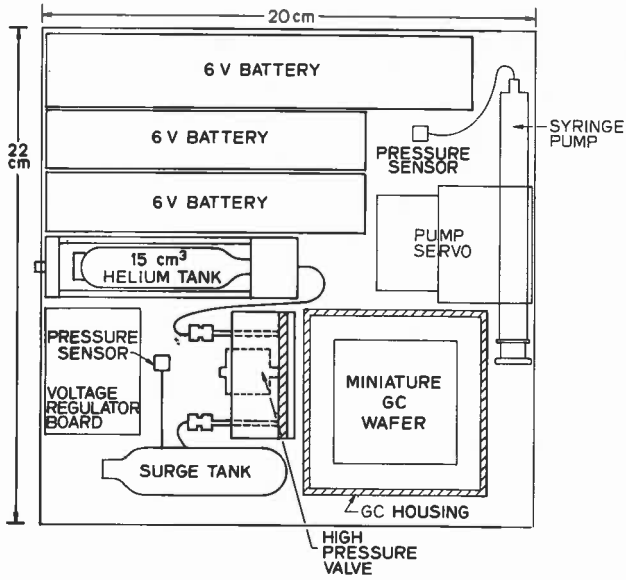 20 cm
6 V BATTERY
22
cm
6 V BATTERY
PRESSURE
SENSOR
SYRINGE
PUMP
6 V BATTERY
PUMP
SERVO
15 cm³
HELIUM TANK
PRESSURE
SENSOR
VOLTAGE
REGULATOR
BOARD
MINIATURE
GC
WAFER
SURGE TANK
GC HOUSING
HIGH
PRESSURE
VALVE